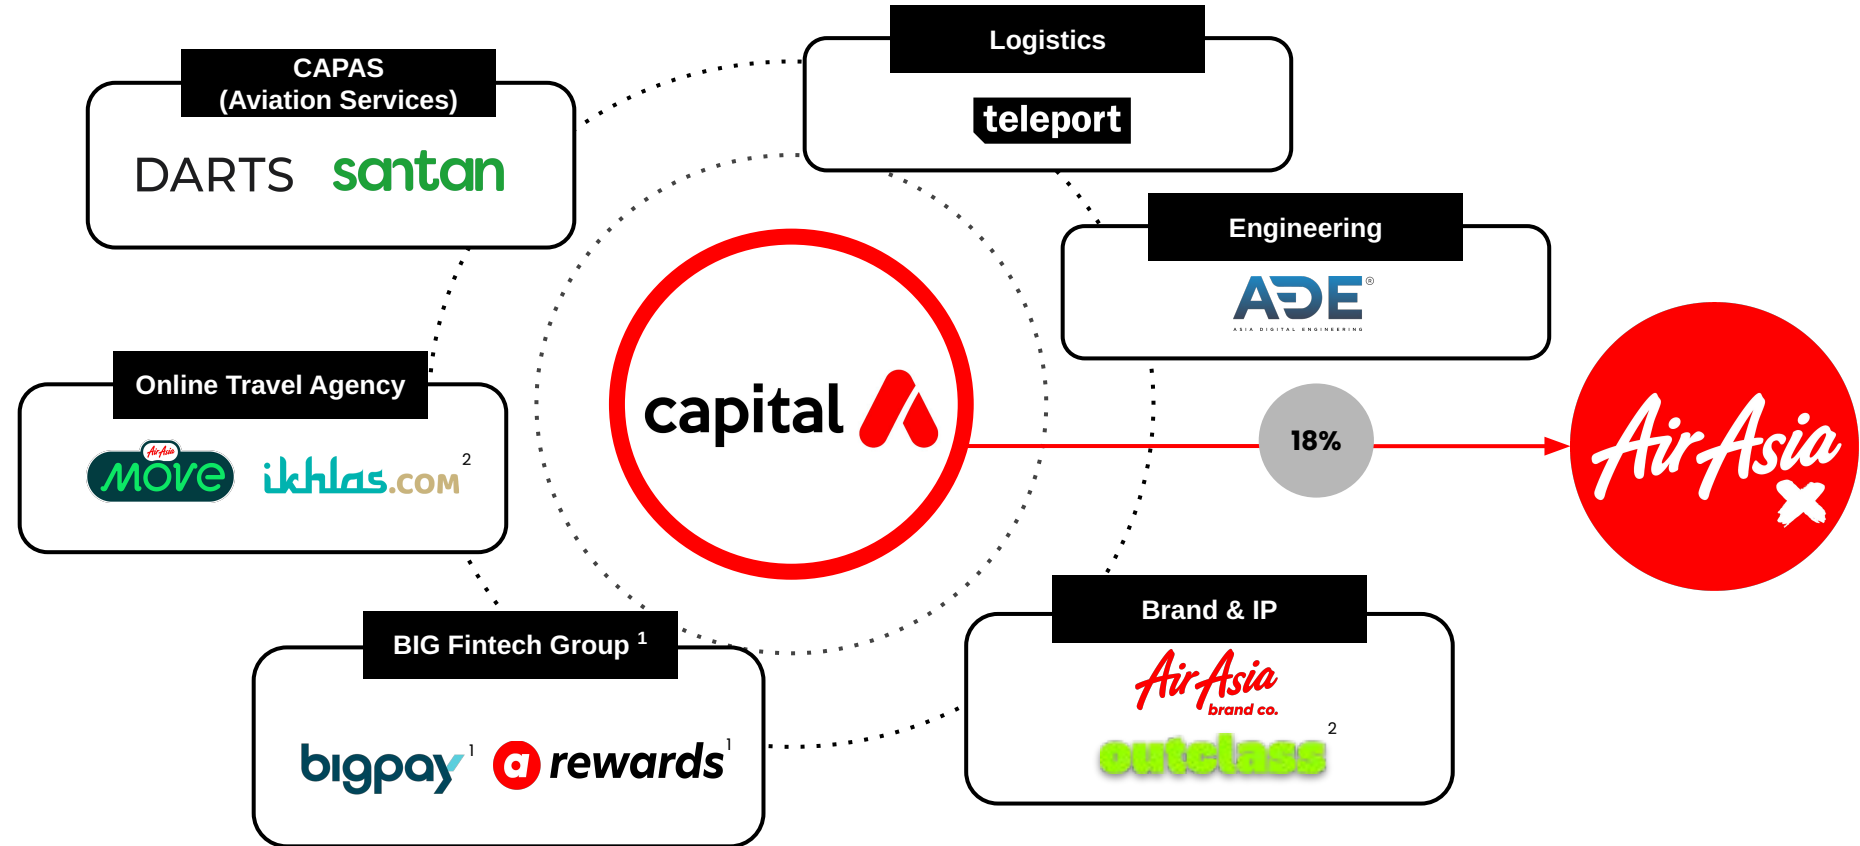 CAPAS
(Aviation Services)
DARTS santan
Logistics
teleport
Engineering
ADE®
ASIA DIGITAL ENGINEERING
Online Travel Agency
AirAsia
MOVE ikhlas.com 2
capital A
18%
AirAsia
X
BIG Fintech Group 1
bigpay 1 a rewards 1
Brand & IP
AirAsia
brand co.
outclass 2